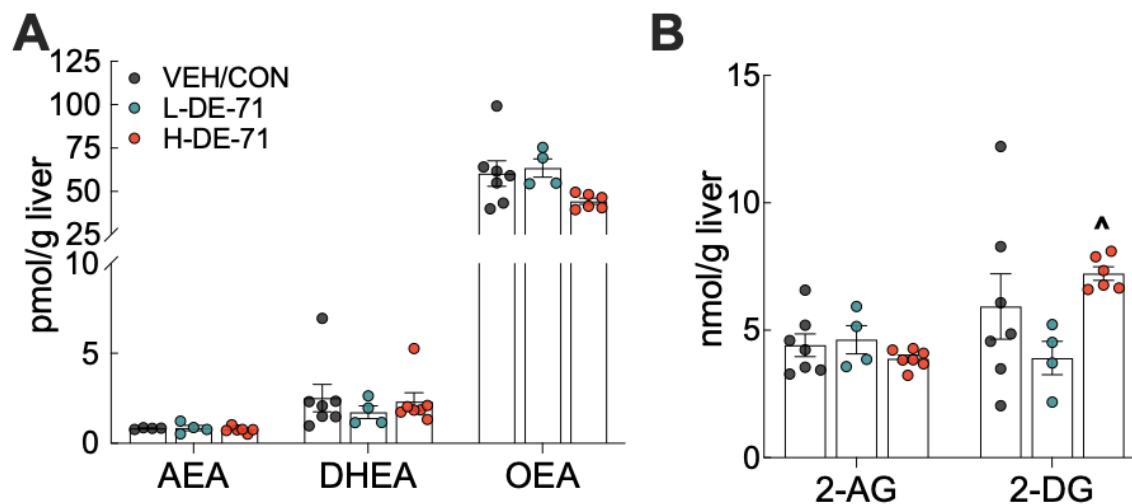 A
pmol/g liver
125
100
75
50
25
10
5
0
VEH/CON
L-DE-71
H-DE-71
AEA
DHEA
OEA
B
nmol/g liver
15
10
5
0
^
2-AG
2-DG